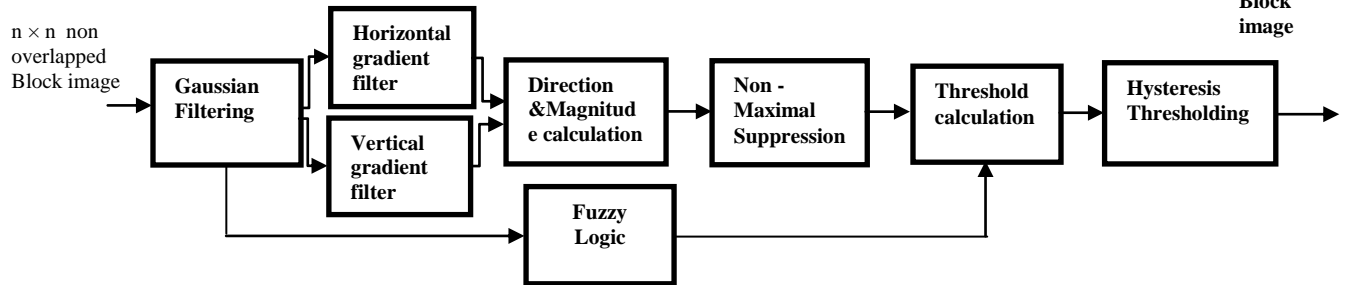 n × n non
overlapped
Block image
Gaussian
Filtering
Horizontal
gradient
filter
Vertical
gradient
filter
Direction
&Magnitud
e calculation
Non -
Maximal
Suppression
Threshold
calculation
Hysteresis
Thresholding
Block
image
Fuzzy
Logic